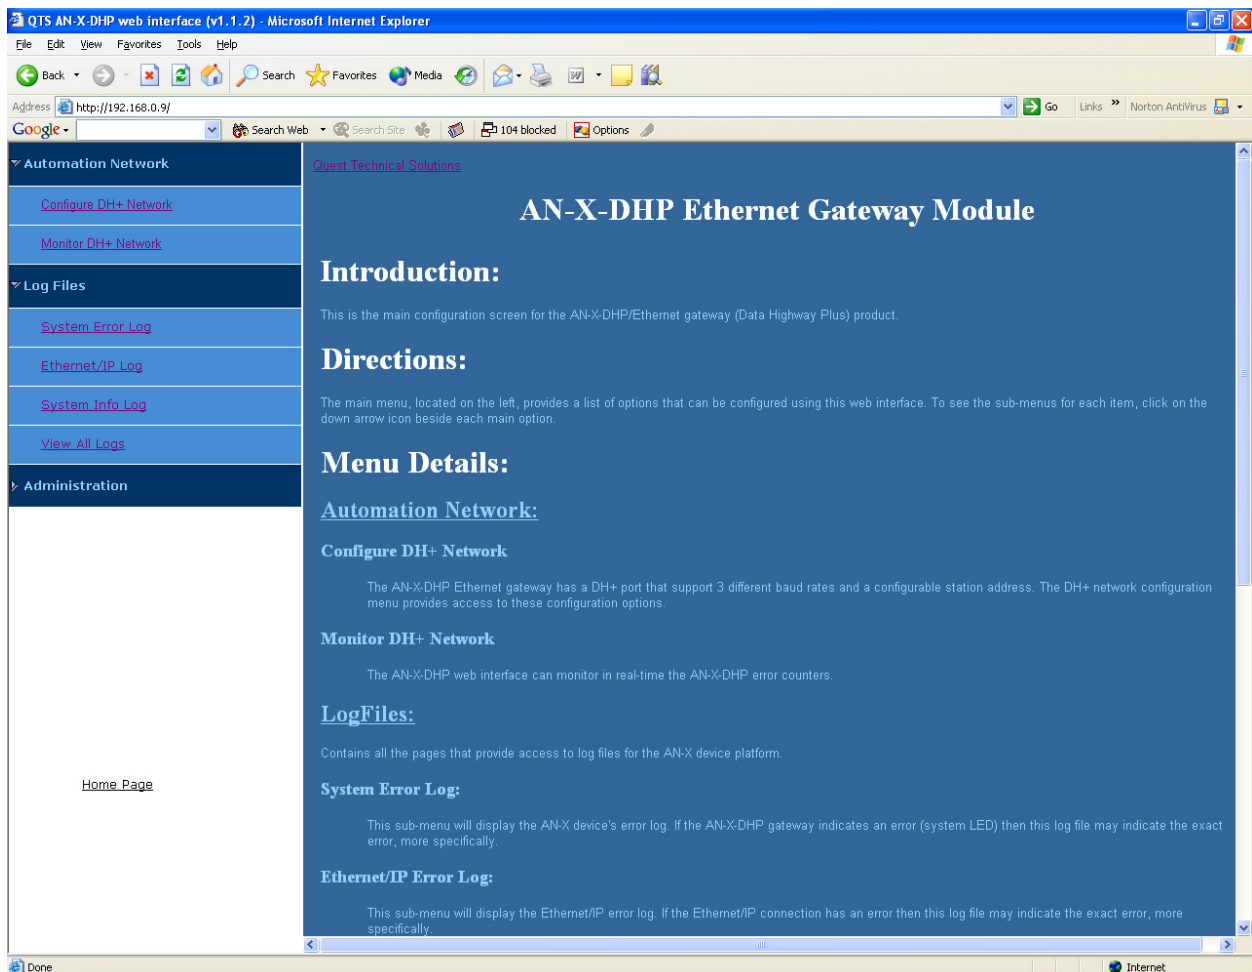 QTS AN-X-DHP web interface (v1.1.2) - Microsoft Internet Explorer
File Edit View Favorites Tools Help
Back Search Favorites Media
Address http://192.168.0.9/ Go Links » Norton AntiVirus
Google Search Web Search Site 104 blocked Options
Automation Network
Configure DH+ Network
Monitor DH+ Network
Log Files
System Error Log
Ethernet/IP Log
System Info Log
View All Logs
Administration
Home Page
Quest Technical Solutions
AN-X-DHP Ethernet Gateway Module
Introduction:
This is the main configuration screen for the AN-X-DHP/Ethernet gateway (Data Highway Plus) product.
Directions:
The main menu, located on the left, provides a list of options that can be configured using this web interface. To see the sub-menus for each item, click on the
down arrow icon beside each main option.
Menu Details:
Automation Network:
Configure DH+ Network
The AN-X-DHP Ethernet gateway has a DH+ port that support 3 different baud rates and a configurable station address. The DH+ network configuration
menu provides access to these configuration options.
Monitor DH+ Network
The AN-X-DHP web interface can monitor in real-time the AN-X-DHP error counters.
LogFiles:
Contains all the pages that provide access to log files for the AN-X device platform.
System Error Log:
This sub-menu will display the AN-X device's error log. If the AN-X-DHP gateway indicates an error (system LED) then this log file may indicate the exact
error, more specifically.
Ethernet/IP Error Log:
This sub-menu will display the Ethernet/IP error log. If the Ethernet/IP connection has an error then this log file may indicate the exact error, more
specifically.
Done Internet